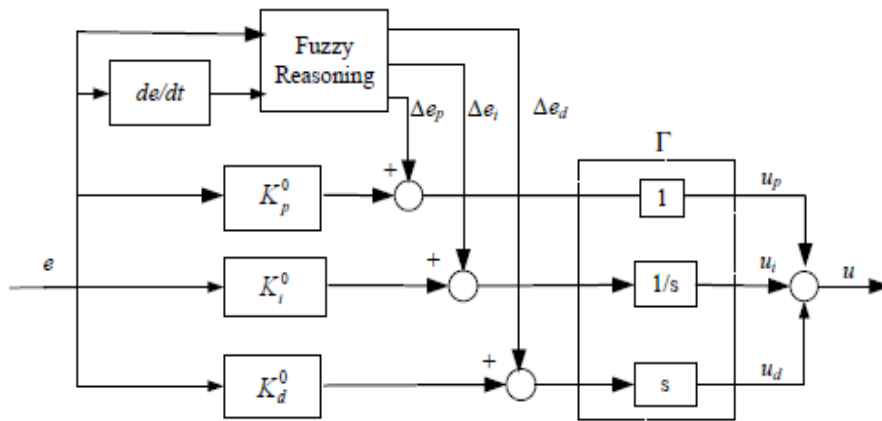 Fuzzy
Reasoning
de/dt
Δe_p
Δe_i
Δe_d
Γ
+
K_p^0
1
u_p
e
+
K_i^0
1/s
u_i
u
+
K_d^0
s
u_d